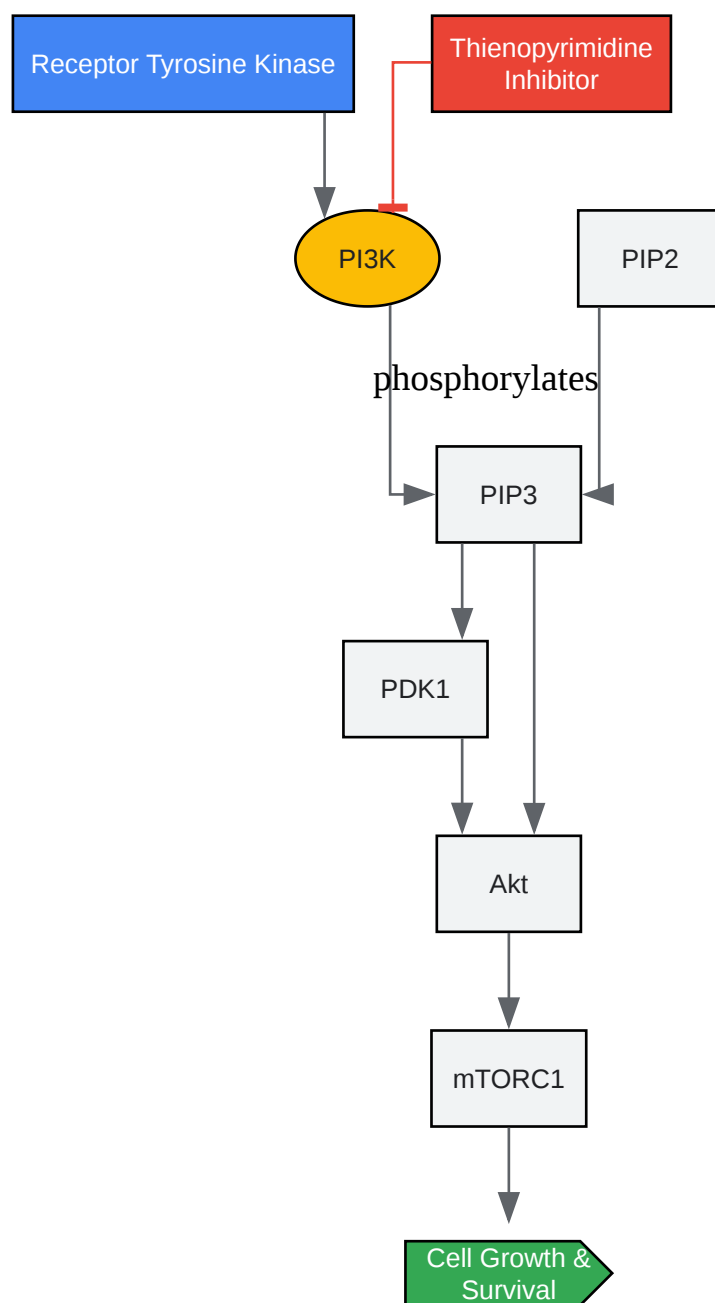 Receptor Tyrosine Kinase
Thienopyrimidine
Inhibitor
PI3K
PIP2
phosphorylates
PIP3
PDK1
Akt
mTORC1
Cell Growth &
Survival